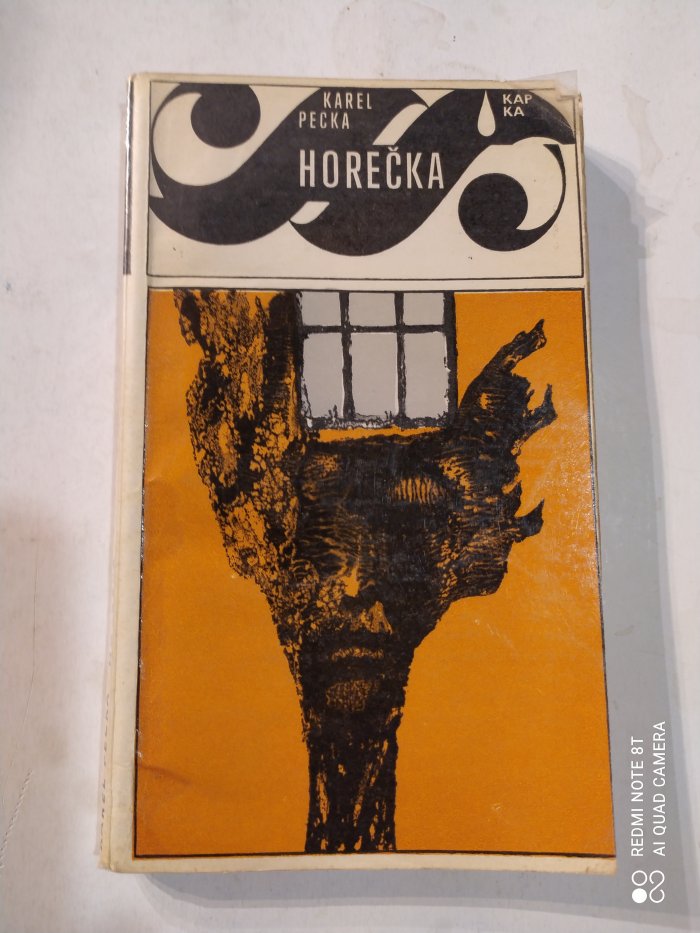 KAREL
PECKA
KAP
KA
HOREČKA
REDMI NOTE 8T
AI QUAD CAMERA